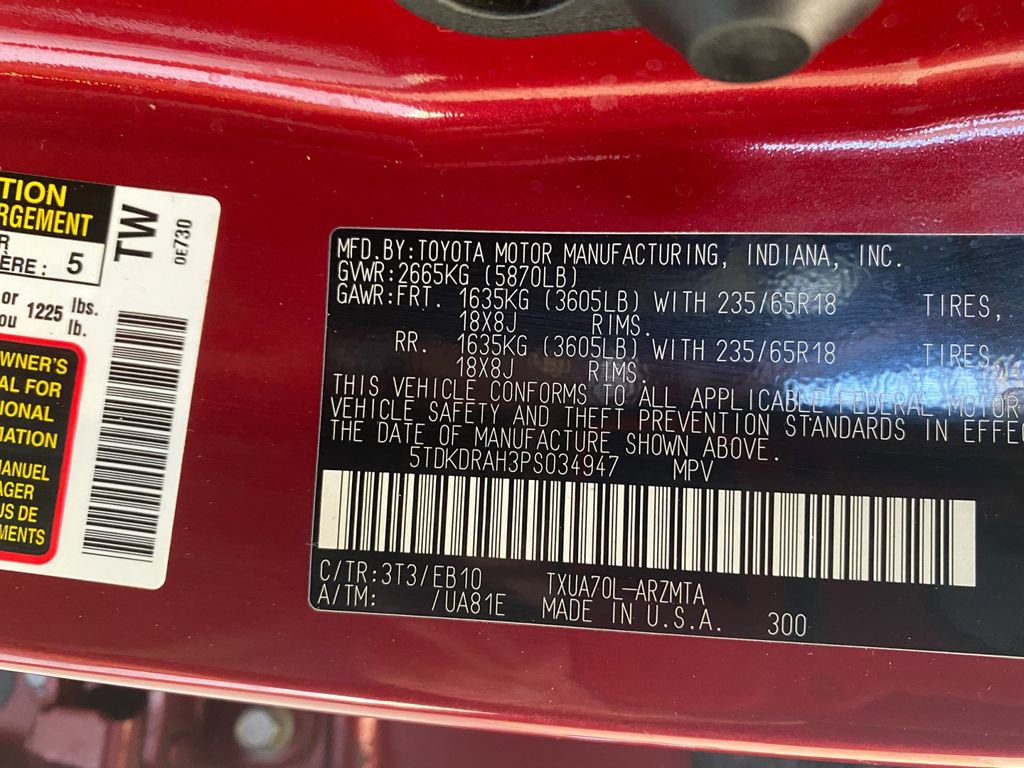 TION
RGEMENT
R
ÈRE: 5
or 1225 lbs.
ou lb.
WNER'S
AL FOR
IONAL
MATION
MANUEL
AGER
US DE
MENTS
TW
0E730
MFD.BY:TOYOTA MOTOR MANUFACTURING, INDIANA, INC.
GVWR:2665KG (5870LB)
GAWR:FRT. 1635KG (3605LB) WITH 235/65R18 TIRES,
18X8J RIMS.
RR. 1635KG (3605LB) WITH 235/65R18 TIRES,
18X8J RIMS.
THIS VEHICLE CONFORMS TO ALL APPLICABLE FEDERAL MOTOR
VEHICLE SAFETY AND THEFT PREVENTION STANDARDS IN EFFEC
THE DATE OF MANUFACTURE SHOWN ABOVE.
5TDKDRAH3PS034947 MPV
C/TR:3T3/EB10 TXUA70L-ARZMTA
A/TM: /UA81E MADE IN U.S.A. 300